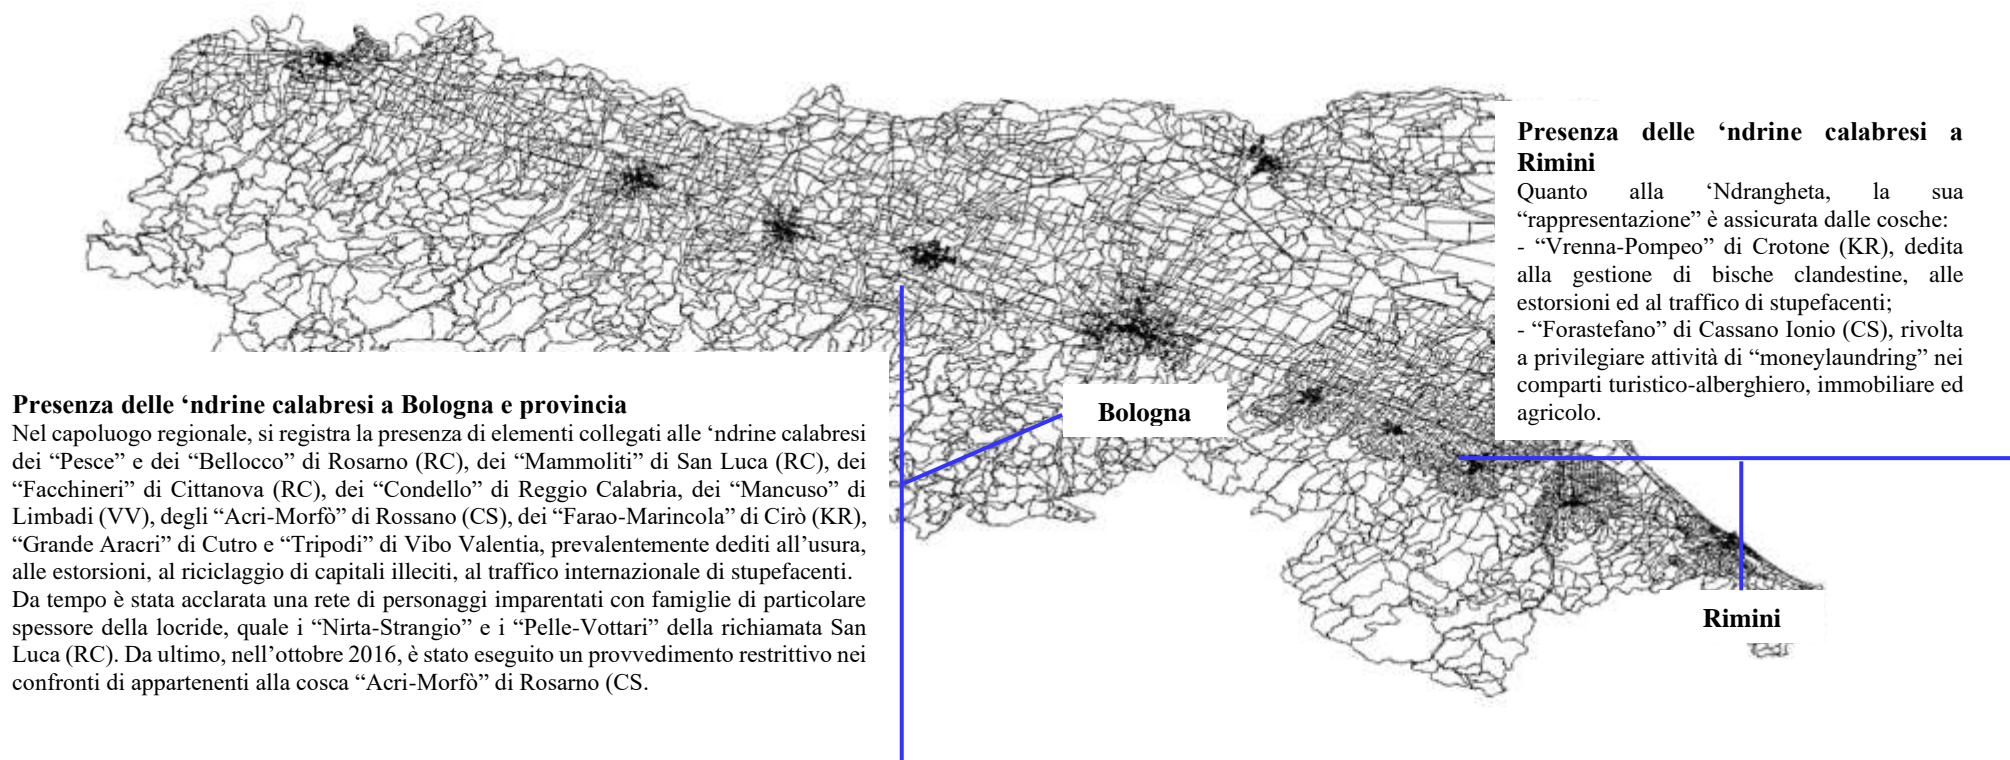 Presenza delle ‘ndrine calabresi a
Rimini
Quanto alla ‘Ndrangheta, la sua
“rappresentazione” è assicurata dalle cosche:
- “Vrenna-Pompeo” di Crotone (KR), dedita
alla gestione di bische clandestine, alle
estorsioni ed al traffico di stupefacenti;
- “Forastefano” di Cassano Ionio (CS), rivolta
a privilegiare attività di “moneylaundring” nei
comparti turistico-alberghiero, immobiliare ed
agricolo.
Presenza delle ‘ndrine calabresi a Bologna e provincia
Nel capoluogo regionale, si registra la presenza di elementi collegati alle ‘ndrine calabresi
dei “Pesce” e dei “Bellocco” di Rosarno (RC), dei “Mammoliti” di San Luca (RC), dei
“Facchineri” di Cittanova (RC), dei “Condello” di Reggio Calabria, dei “Mancuso” di
Limbadi (VV), degli “Acri-Morfò” di Rossano (CS), dei “Farao-Marincola” di Cirò (KR),
“Grande Aracri” di Cutro e “Tripodi” di Vibo Valentia, prevalentemente dediti all’usura,
alle estorsioni, al riciclaggio di capitali illeciti, al traffico internazionale di stupefacenti.
Da tempo è stata acclarata una rete di personaggi imparentati con famiglie di particolare
spessore della locride, quale i “Nirta-Strangio” e i “Pelle-Vottari” della richiamata San
Luca (RC). Da ultimo, nell’ottobre 2016, è stato eseguito un provvedimento restrittivo nei
confronti di appartenenti alla cosca “Acri-Morfò” di Rosarno (CS.
Bologna
Rimini